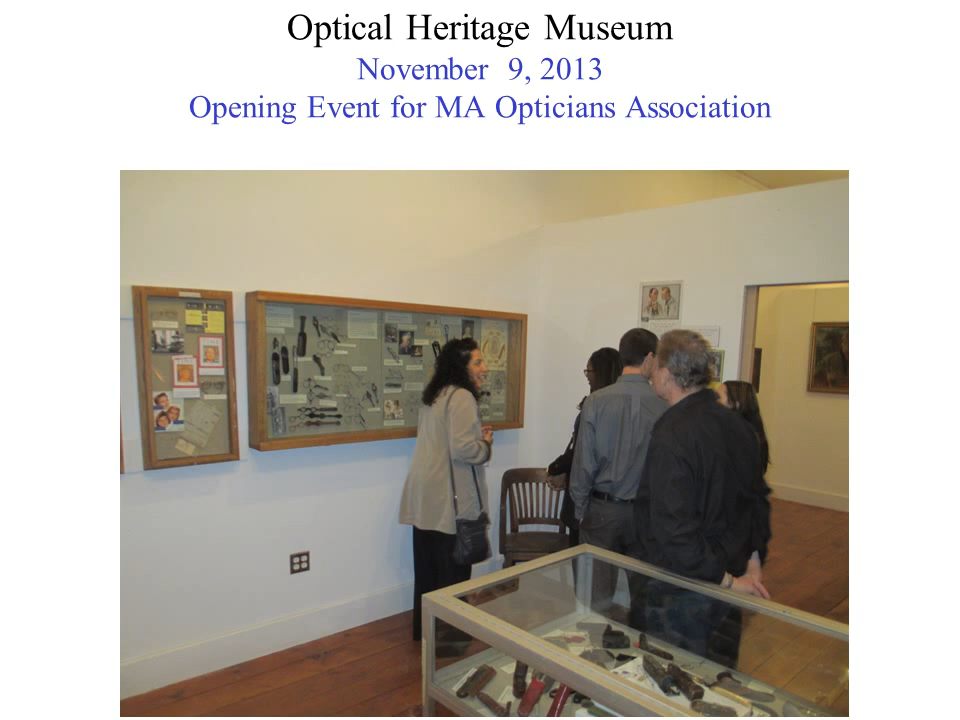 Optical Heritage Museum
November 9, 2013
Opening Event for MA Opticians Association